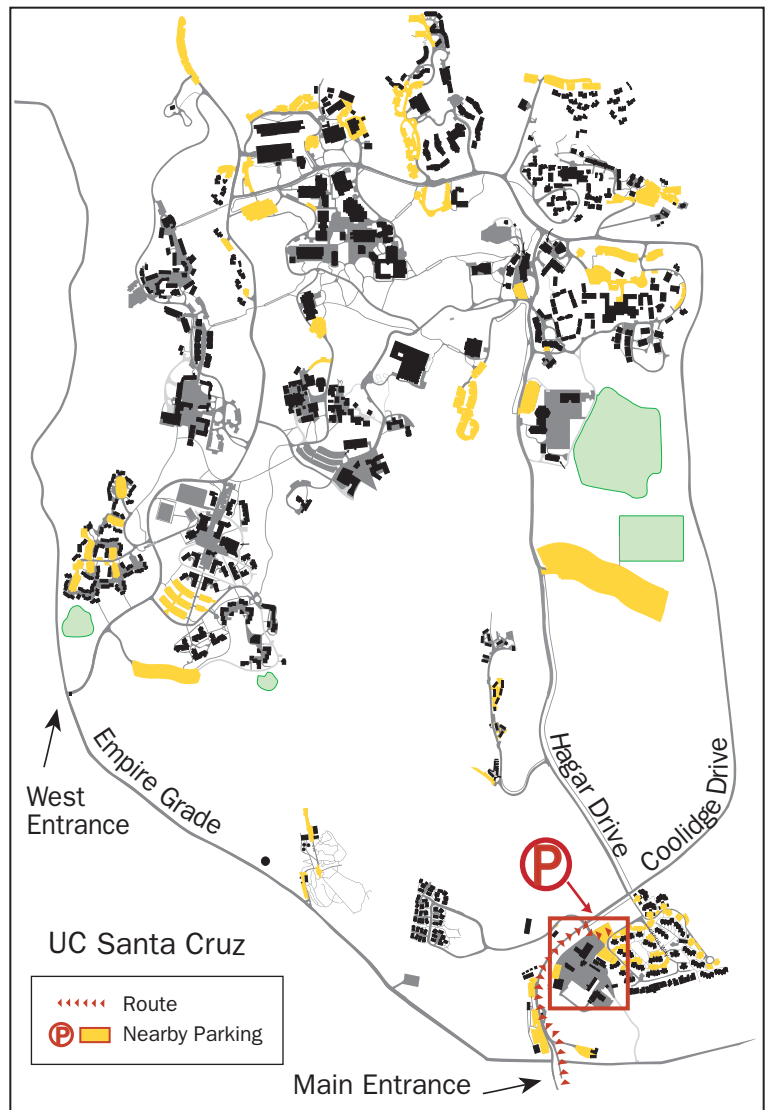 West
Entrance
Empire Grade
Hagar Drive
Coolidge Drive
P
UC Santa Cruz
Route
P Nearby Parking
Main Entrance